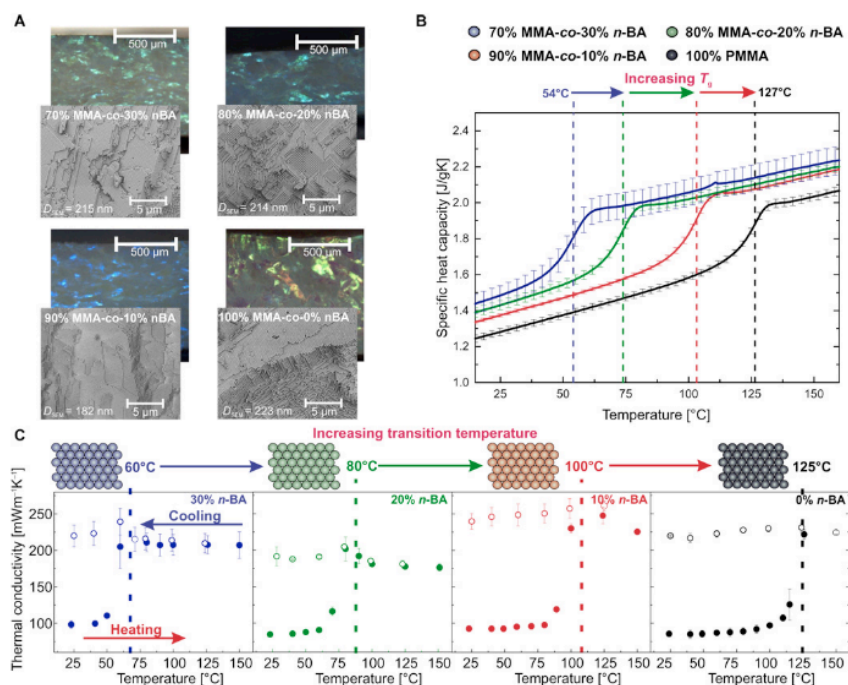 A
500 µm
500 µm
70% MMA-co-30% nBA
80% MMA-co-20% nBA
D_SEM = 215 nm
5 µm
D_SEM = 214 nm
5 µm
500 µm
500 µm
90% MMA-co-10% nBA
100% MMA-co-0% nBA
D_SEM = 182 nm
5 µm
D_SEM = 223 nm
5 µm
B
70% MMA-co-30% n-BA
80% MMA-co-20% n-BA
90% MMA-co-10% n-BA
100% PMMA
Increasing Tg
54°C
127°C
Specific heat capacity [J/gK]
2.4
2.2
2.0
1.8
1.6
1.4
1.2
1.0
25 50 75 100 125 150
Temperature [°C]
C
Increasing transition temperature
60°C
80°C
100°C
125°C
30% n-BA
20% n-BA
10% n-BA
0% n-BA
Cooling
Heating
Thermal conductivity [mWm⁻¹K⁻¹]
250
200
150
100
25 50 75 100 125 150
25 50 75 100 125 150
25 50 75 100 125 150
25 50 75 100 125 150
Temperature [°C]
Temperature [°C]
Temperature [°C]
Temperature [°C]